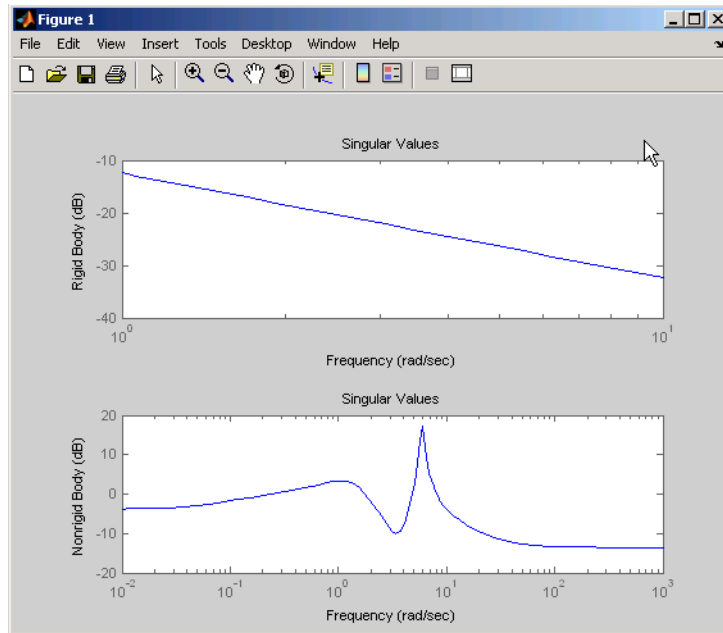 Figure 1
File Edit View Insert Tools Desktop Window Help
Singular Values
Rigid Body (dB)
-10
-20
-30
-40
10^0
10^1
Frequency (rad/sec)
Singular Values
Nonrigid Body (dB)
20
10
0
-10
-20
10^-2
10^-1
10^0
10^1
10^2
10^3
Frequency (rad/sec)